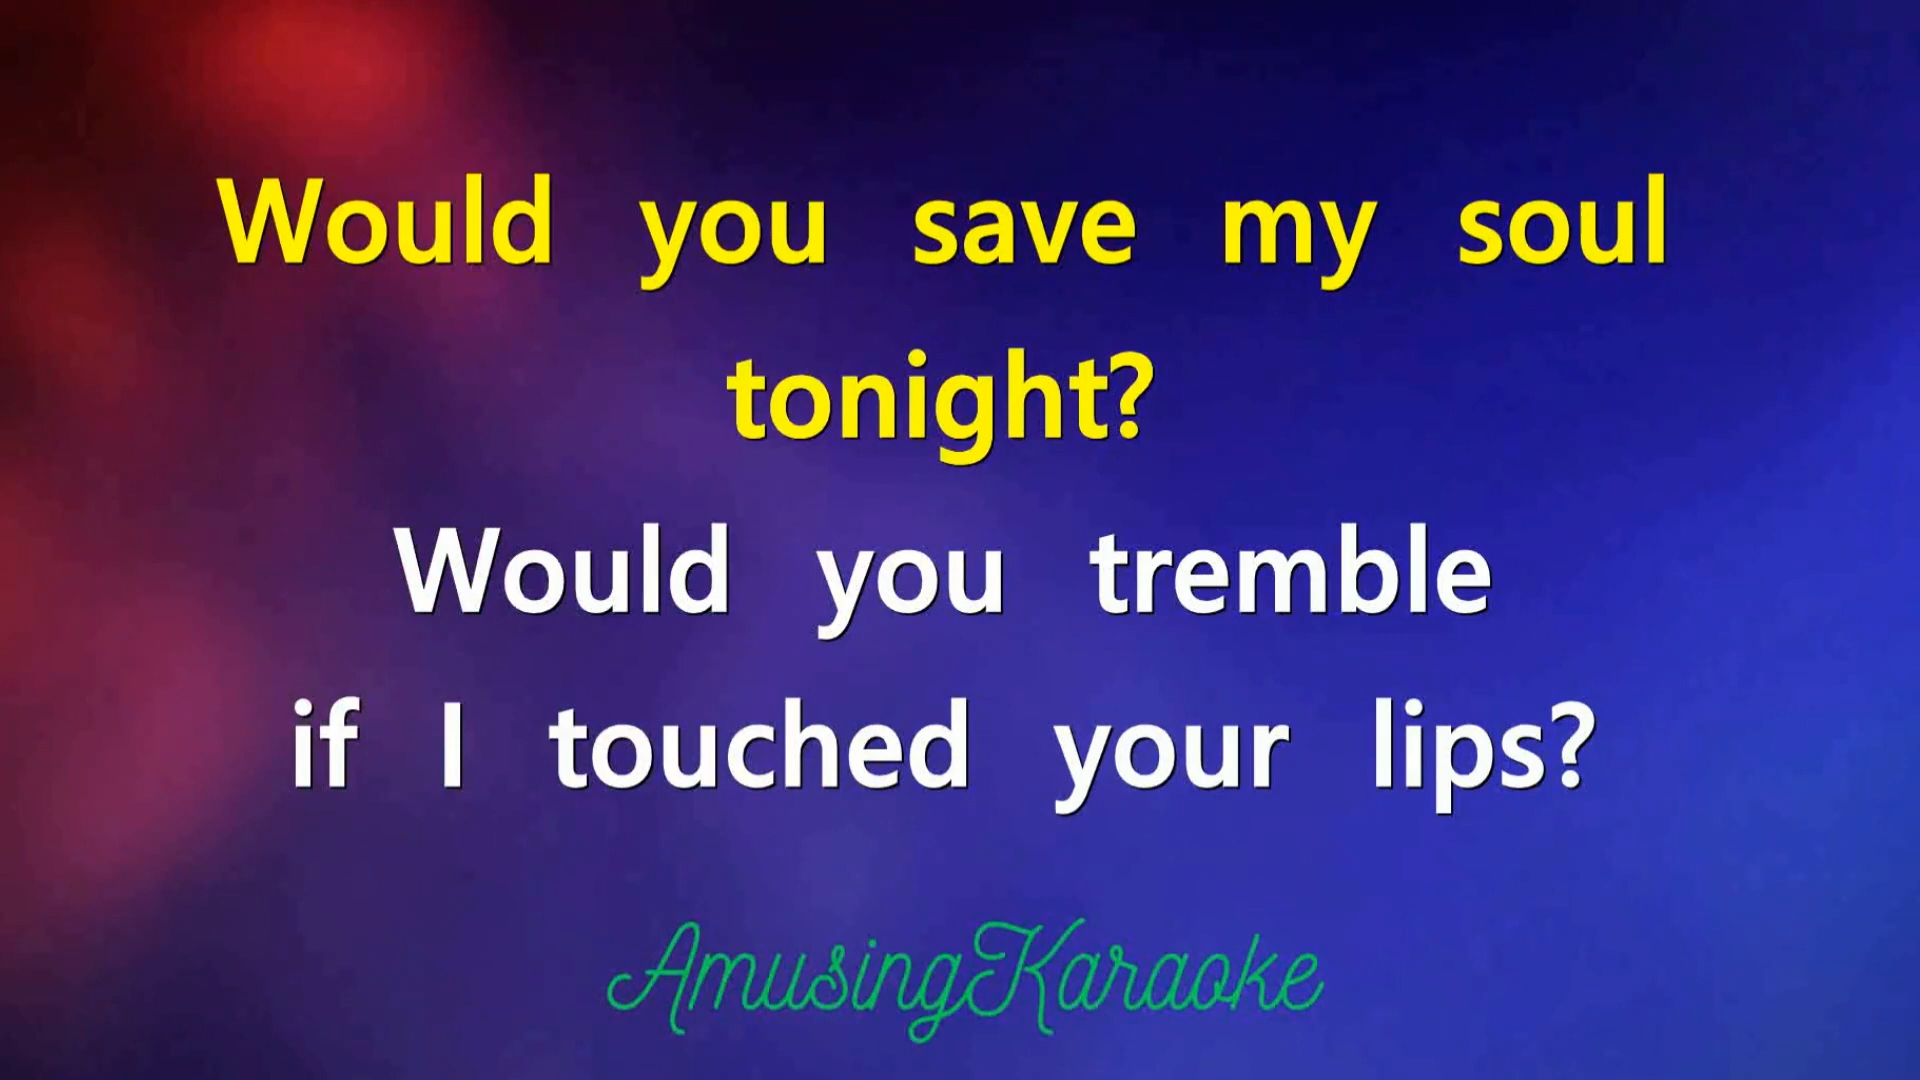 Would you save my soul
tonight?
Would you tremble
if I touched your lips?
AmusingKaraoke